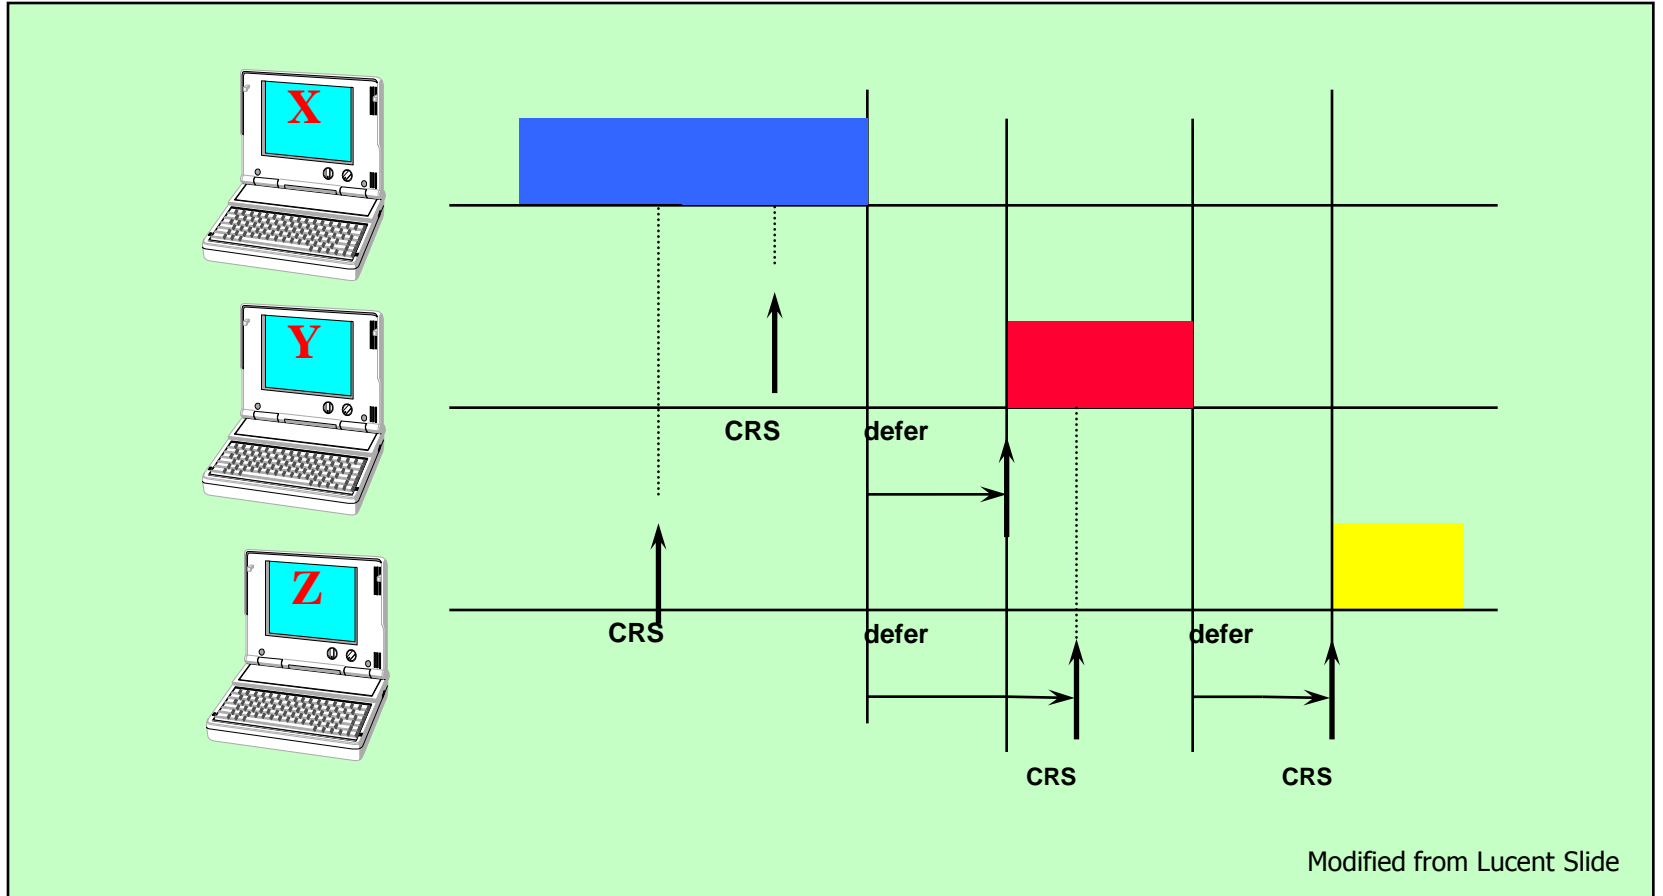 X
Y
CRS defer
Z
CRS defer defer
CRS CRS
Modified from Lucent Slide